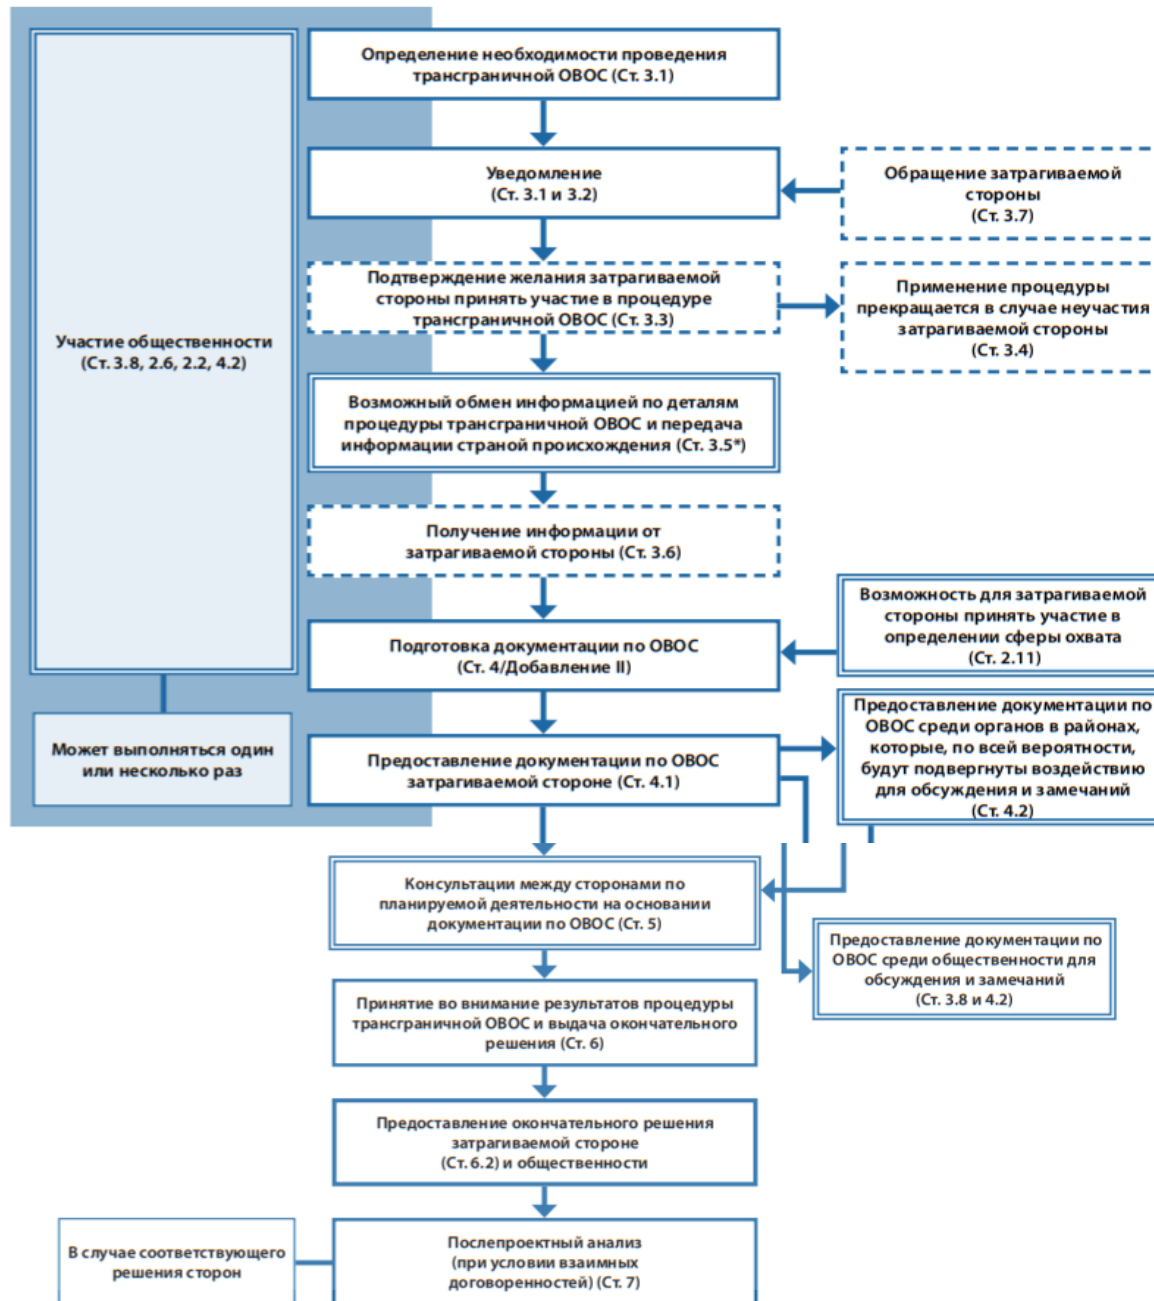 Определение необходимости проведения
трансграничной ОВОС (Ст. 3.1)
Уведомление
(Ст. 3.1 и 3.2)
Обращение затрагиваемой
стороны
(Ст. 3.7)
Подтверждение желания затрагиваемой
стороны принять участие в процедуре
трансграничной ОВОС (Ст. 3.3)
Применение процедуры
прекращается в случае неучастия
затрагиваемой стороны
(Ст. 3.4)
Участие общественности
(Ст. 3.8, 2.6, 2.2, 4.2)
Возможный обмен информацией по деталям
процедуры трансграничной ОВОС и передача
информации страной происхождения (Ст. 3.5*)
Получение информации от
затрагиваемой стороны (Ст. 3.6)
Возможность для затрагиваемой
стороны принять участие в
определении сферы охвата
(Ст. 2.11)
Подготовка документации по ОВОС
(Ст. 4/Добавление II)
Может выполняться один
или несколько раз
Предоставление документации по ОВОС
затрагиваемой стороне (Ст. 4.1)
Предоставление документации по
ОВОС среди органов в районах,
которые, по всей вероятности,
будут подвергнуты воздействию
для обсуждения и замечаний
(Ст. 4.2)
Консультации между сторонами по
планируемой деятельности на основании
документации по ОВОС (Ст. 5)
Предоставление документации по
ОВОС среди общественности для
обсуждения и замечаний
(Ст. 3.8 и 4.2)
Принятие во внимание результатов процедуры
трансграничной ОВОС и выдача окончательного
решения (Ст. 6)
Предоставление окончательного решения
затрагиваемой стороне
(Ст. 6.2) и общественности
В случае соответствующего
решения сторон
Послепроектный анализ
(при условии взаимных
договоренностей) (Ст. 7)